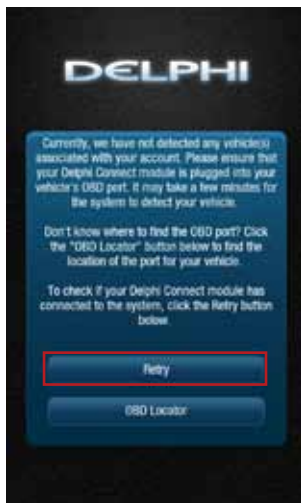 DELPHI
Currently, we have not detected any vehicle(s)
associated with your account. Please ensure that
your Delphi Connect module is plugged into your
vehicle's OBD port. It may take a few minutes for
the system to detect your vehicle.
Don't know where to find the OBD port? Click
the "OBD Locator" button below to find the
location of the port for your vehicle.
To check if your Delphi Connect module has
connected to the system, click the Retry button
below.
Retry
OBD Locator